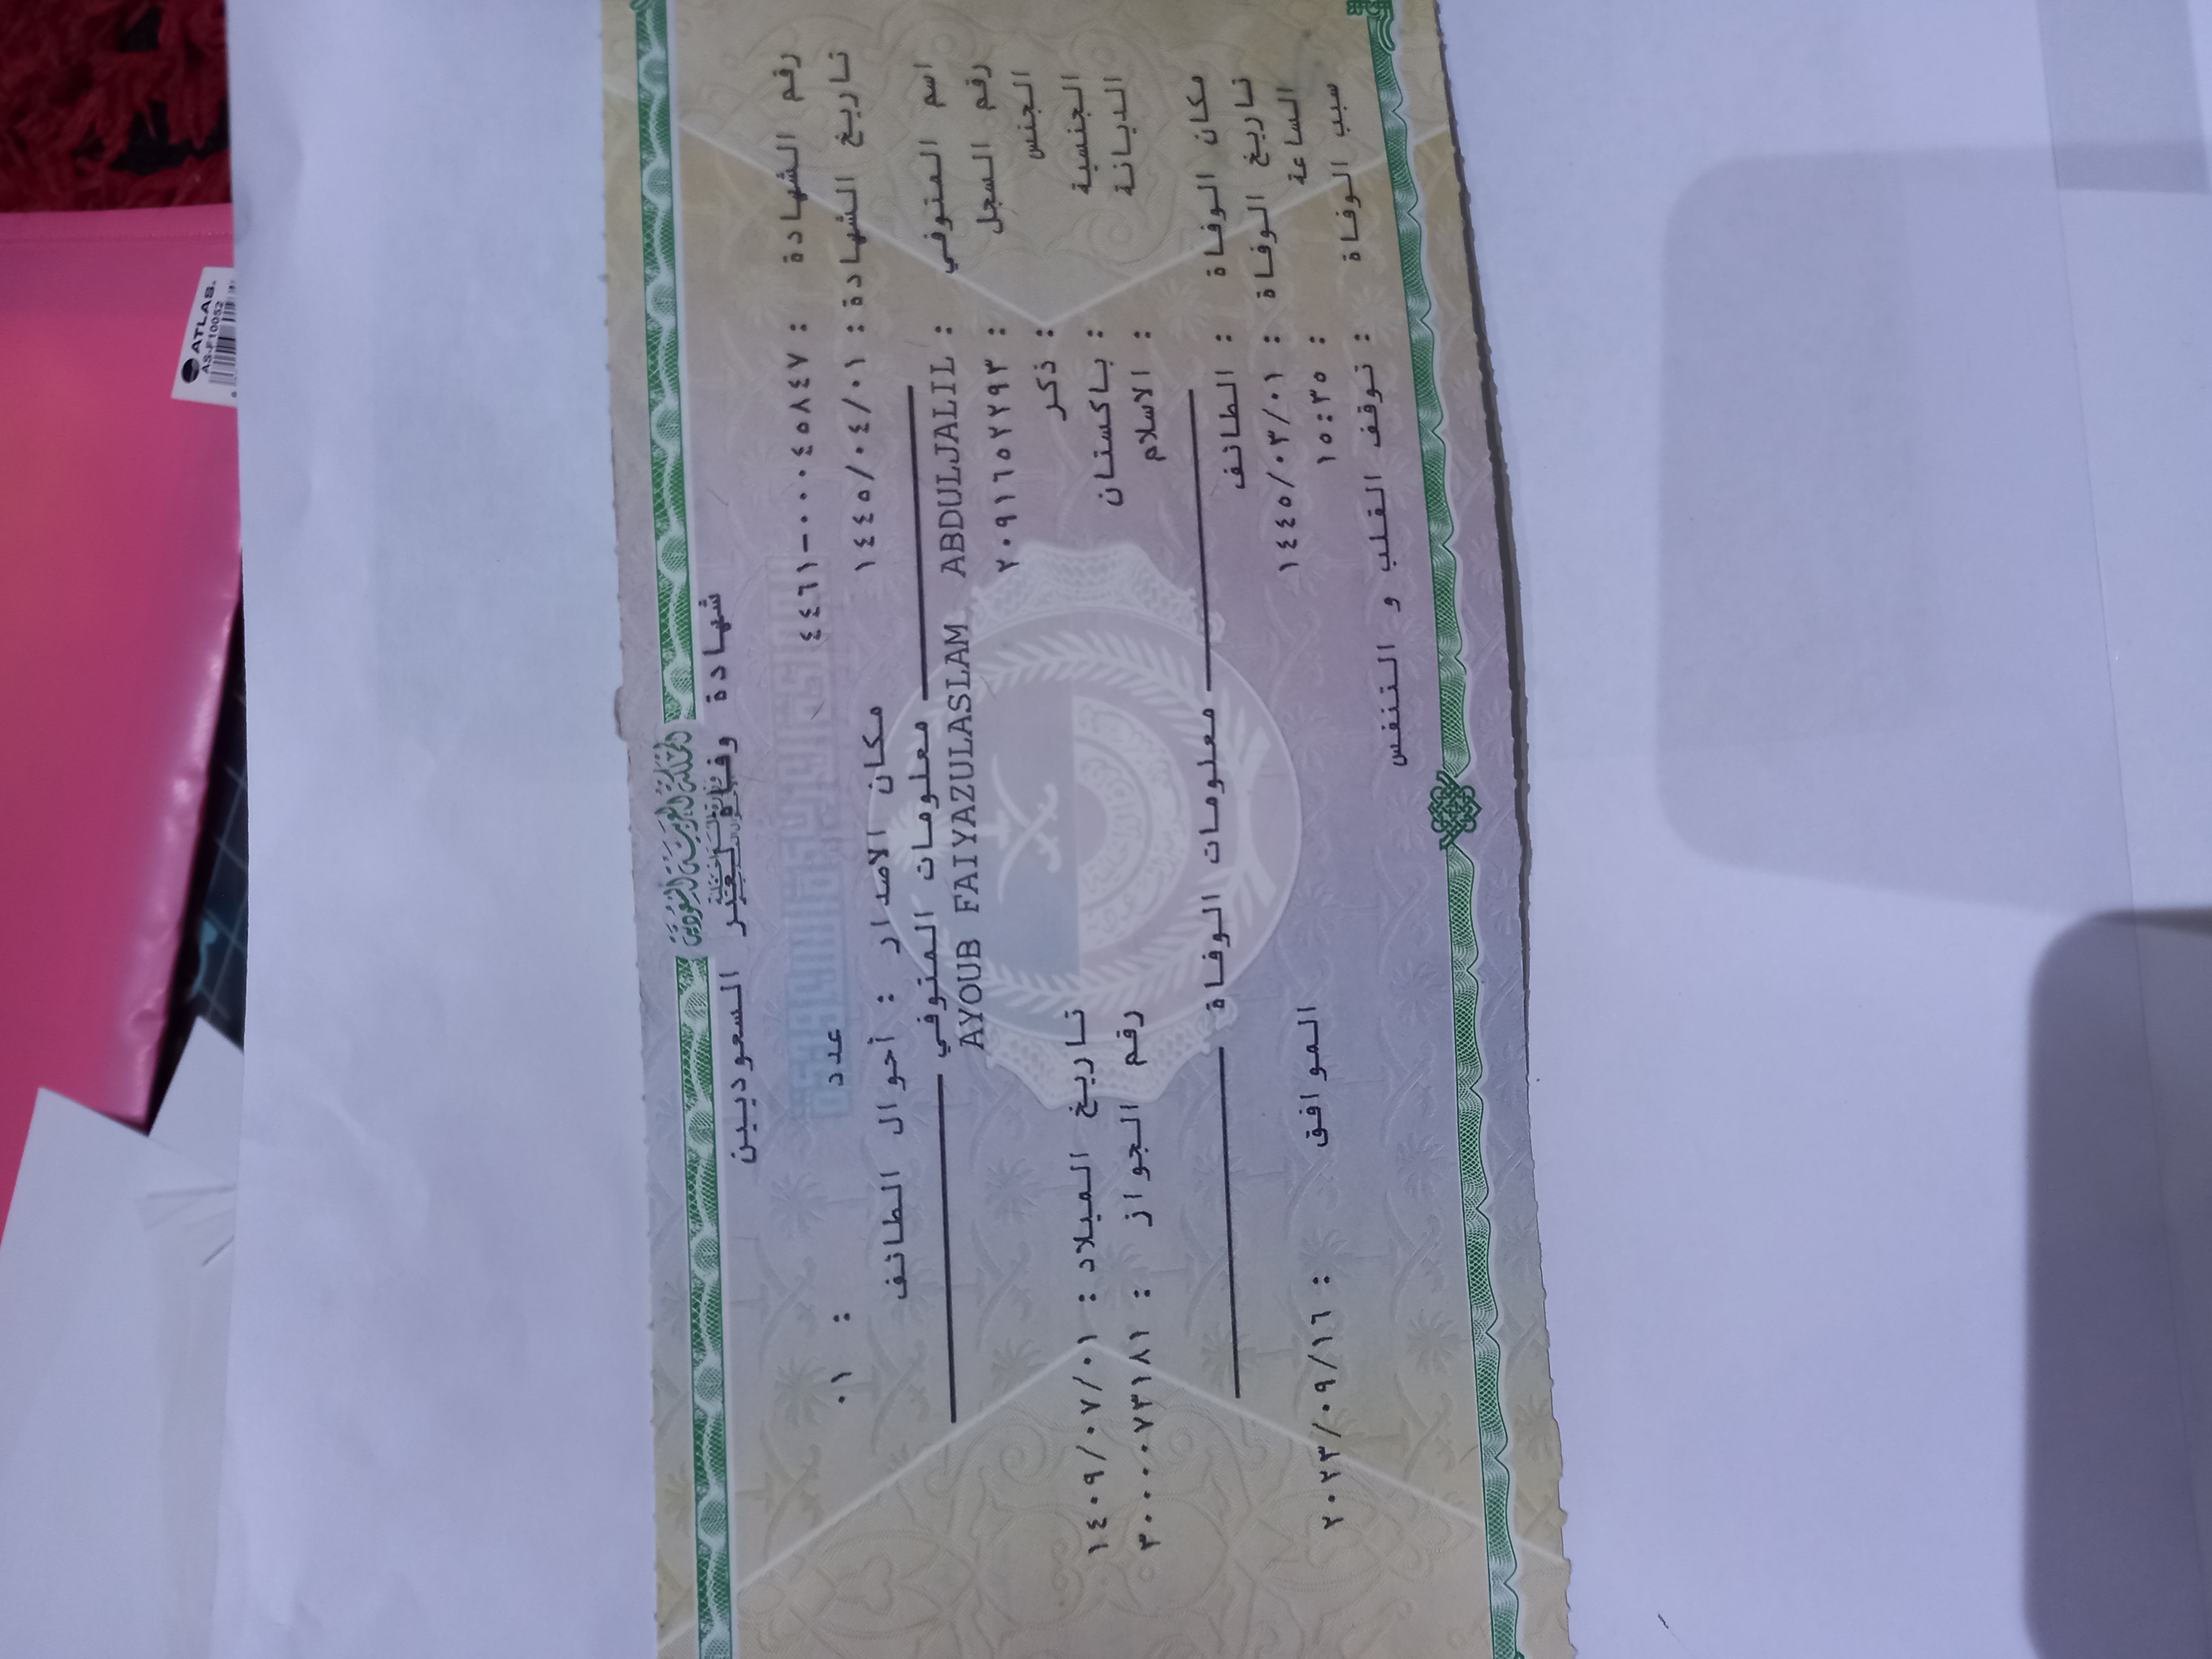 المملكة العربية السعودية
شهادة وفاة لغير السعوديين
رقم الشهادة : ٤٤٦١-٠٠٠٤٥٨٤٧ عدد : ٠١
تاريخ الشهادة : ١٤٤٥/٠٤/٠١ مكان الاصدار : أحوال الطائف
معلومات المتوفي
اسم المتوفي : ABDULJALIL AYOUB FAIYAZULASLAM
رقم السجل : ٢٠٩١٦٥٢٢٩٣
الجنس : ذكر
الجنسية : باكستان تاريخ الميلاد : ١٤٠٩/٠٧/٠١
الديانة : الاسلام رقم الجواز : ٣٠٠٠٠٧٣١٨١
معلومات الوفاة
مكان الوفاة : الطائف
تاريخ الوفاة : ١٤٤٥/٠٣/٠١ الموافق : ٢٠٢٣/٠٩/١٦
الساعة : ١٥:٣٥
سبب الوفاة : توقف القلب و التنفس
ATLAS
AS-F10052